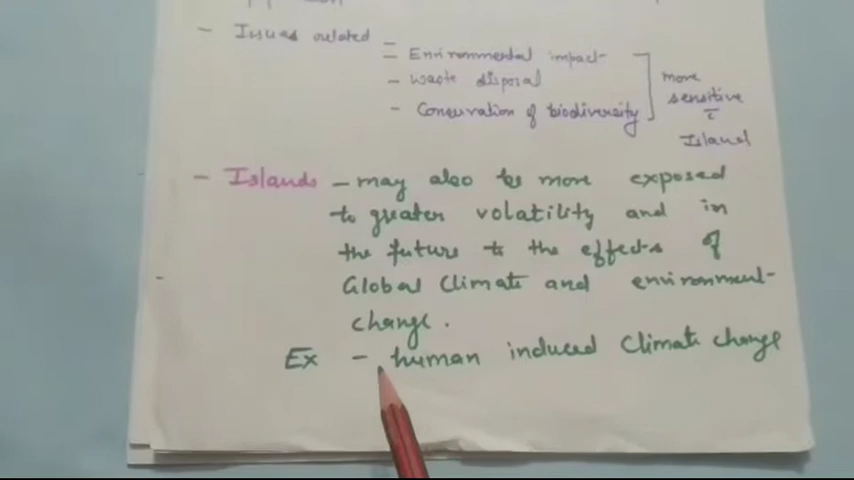 - Issues related
= Environmental impact
- Waste disposal
- Conservation of biodiversity
more
sensitive
c̄
Island
- Islands - may also be more exposed
to greater volatility and in
the future to the effects of
Global Climate and environment
change.
Ex - human induced Climate change